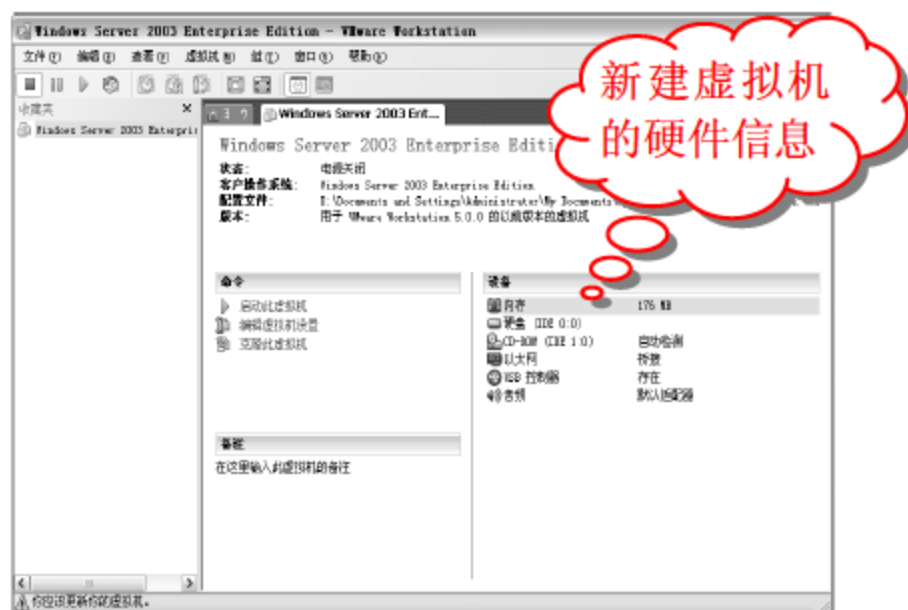 Windows Server 2003 Enterprise Edition - VMware Workstation
文件(F) 编辑(E) 查看(V) 虚拟机(M) 组(T) 窗口(W) 帮助(H)
新建虚拟机
的硬件信息
收藏夹
Windows Server 2003 Enterpri
Windows Server 2003 Ent...
Windows Server 2003 Enterprise Editi
状态: 电源关闭
客户操作系统: Windows Server 2003 Enterprise Edition
配置文件: \Documents and Settings\Administrator\My Documents
版本: 用于 VMware Workstation 5.0.0 的以前版本的虚拟机
命令
启动此虚拟机
编辑虚拟机设置
克隆此虚拟机
设备
内存 176 MB
硬盘 (IDE 0:0)
CD-ROM (IDE 1:0) 自动检测
以太网 桥接
USB 控制器 存在
音频 默认适配器
备注
在这里输入此虚拟机的备注
你应该更新你的虚拟机。